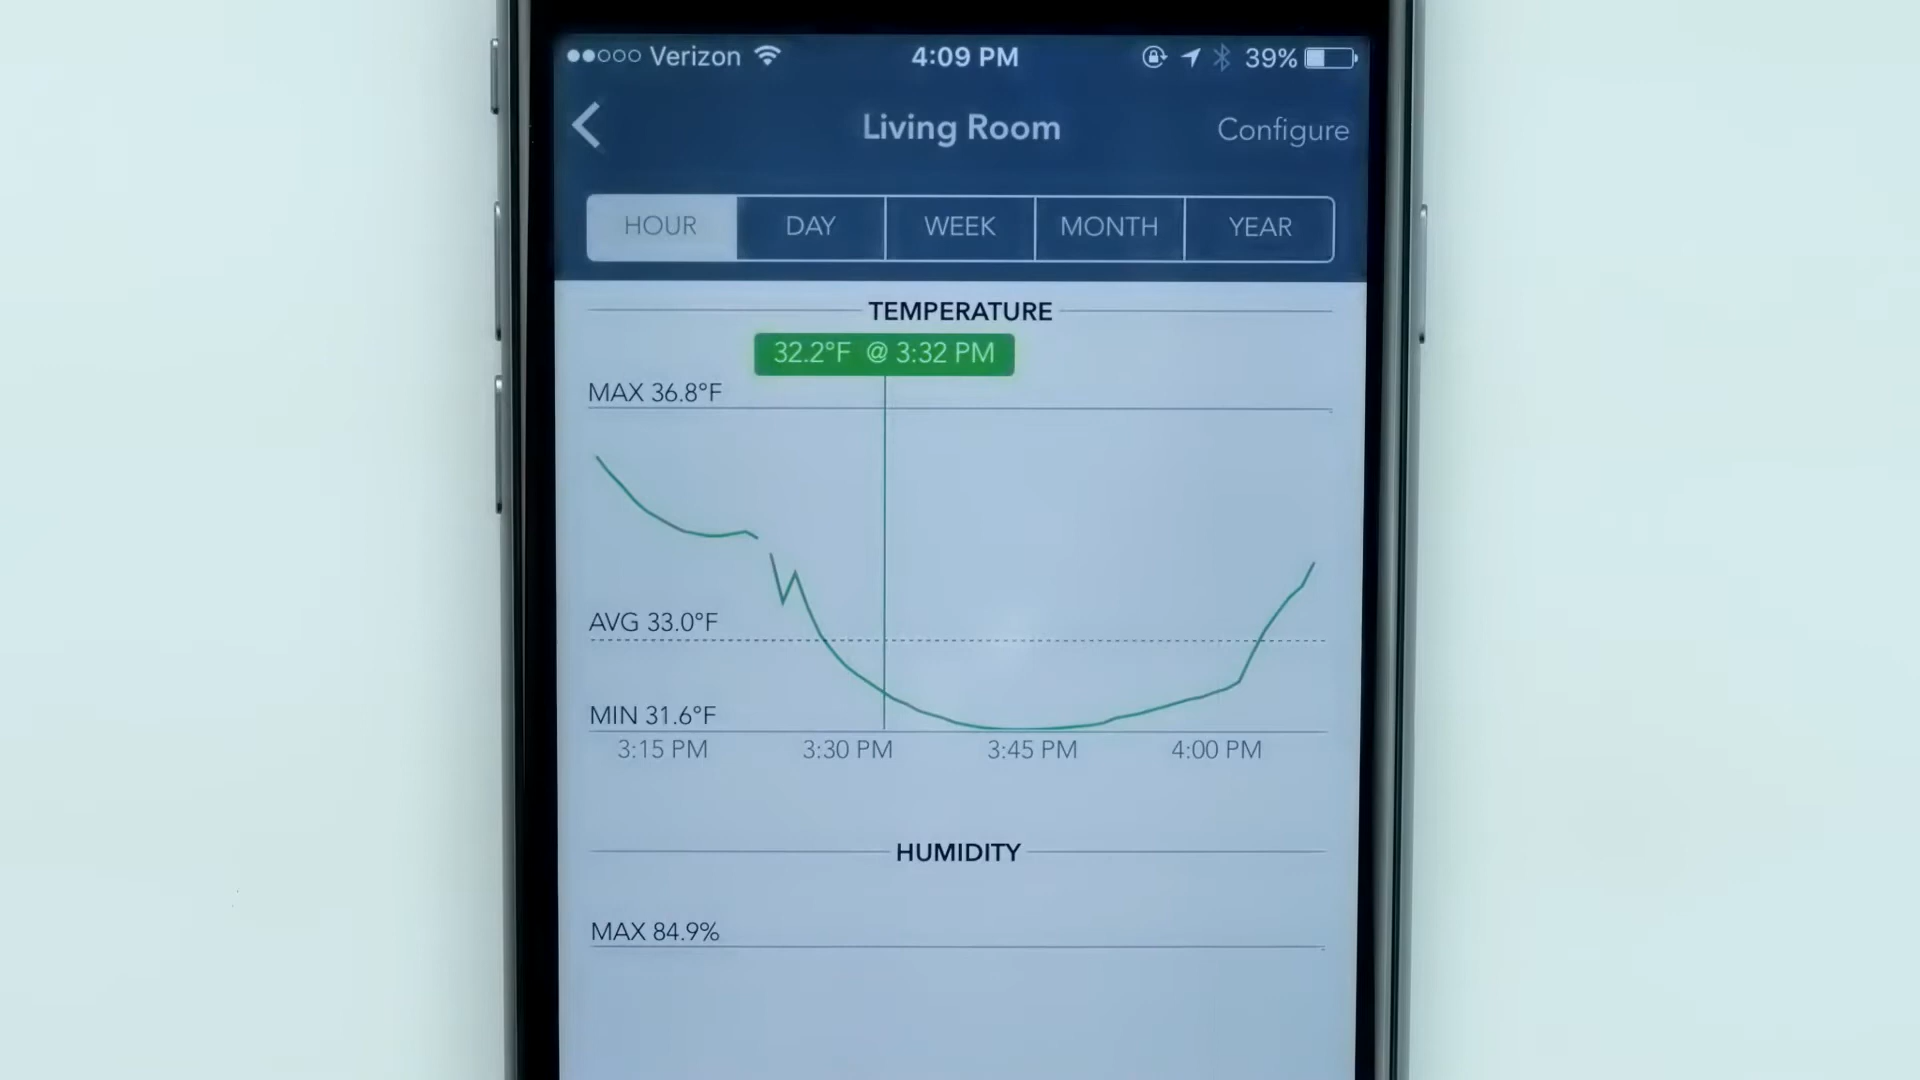 Verizon 4:09 PM 39%
Living Room Configure
HOUR DAY WEEK MONTH YEAR
TEMPERATURE
32.2°F @ 3:32 PM
MAX 36.8°F
AVG 33.0°F
MIN 31.6°F
3:15 PM 3:30 PM 3:45 PM 4:00 PM
HUMIDITY
MAX 84.9%